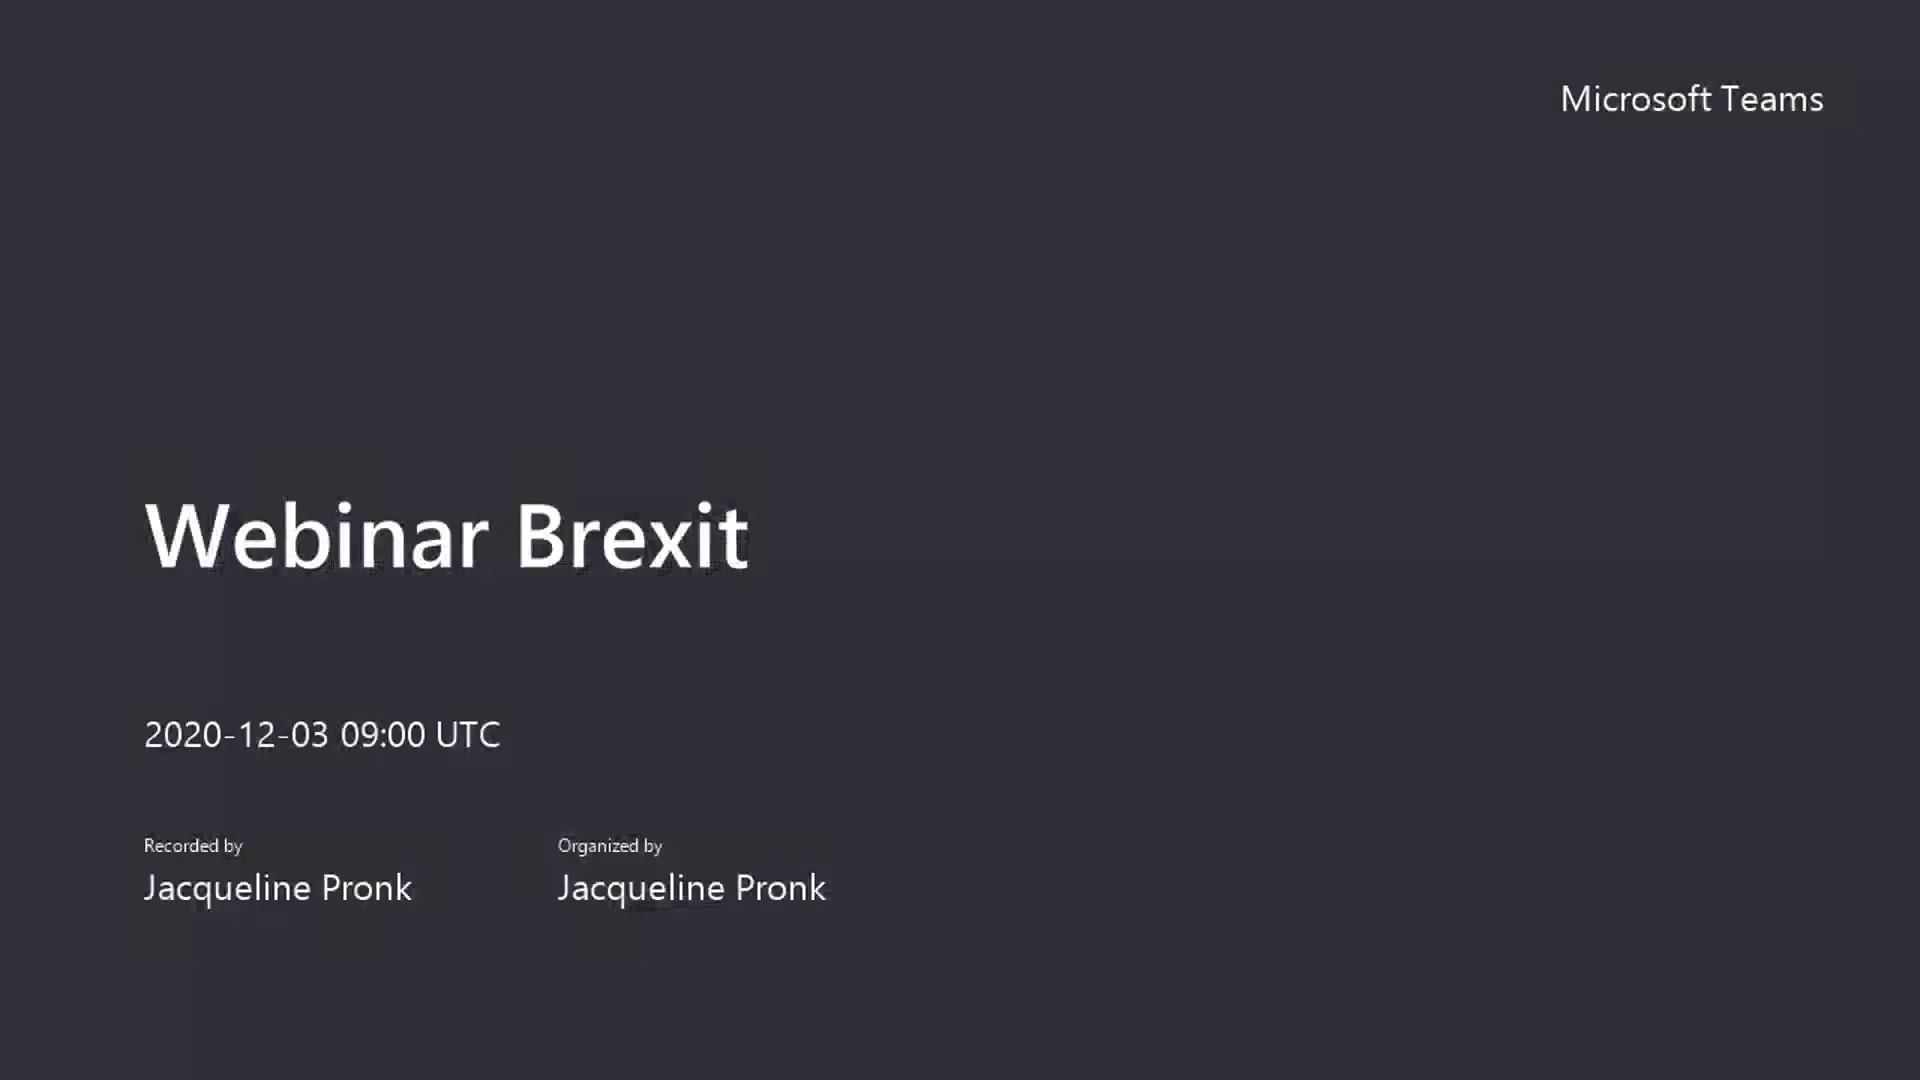 Microsoft Teams
Webinar Brexit
2020-12-03 09:00 UTC
Recorded by
Jacqueline Pronk
Organized by
Jacqueline Pronk